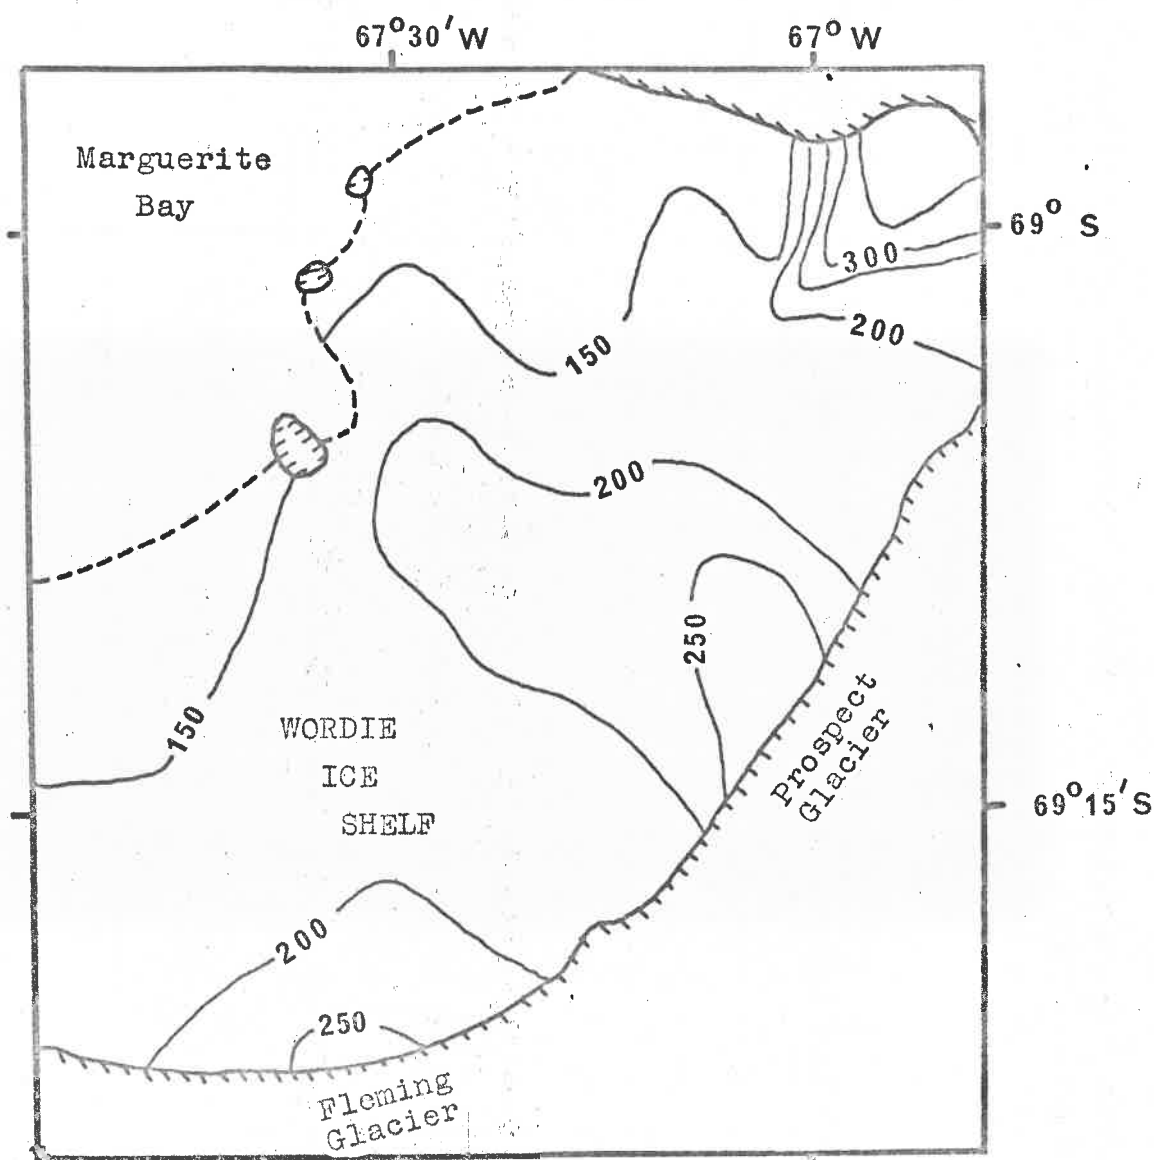 67°30'W
67°W
Marguerite
Bay
69° S
300
200
150
200
250
150
WORDIE
ICE
SHELF
Prospect
Glacier
69°15'S
200
250
Fleming
Glacier